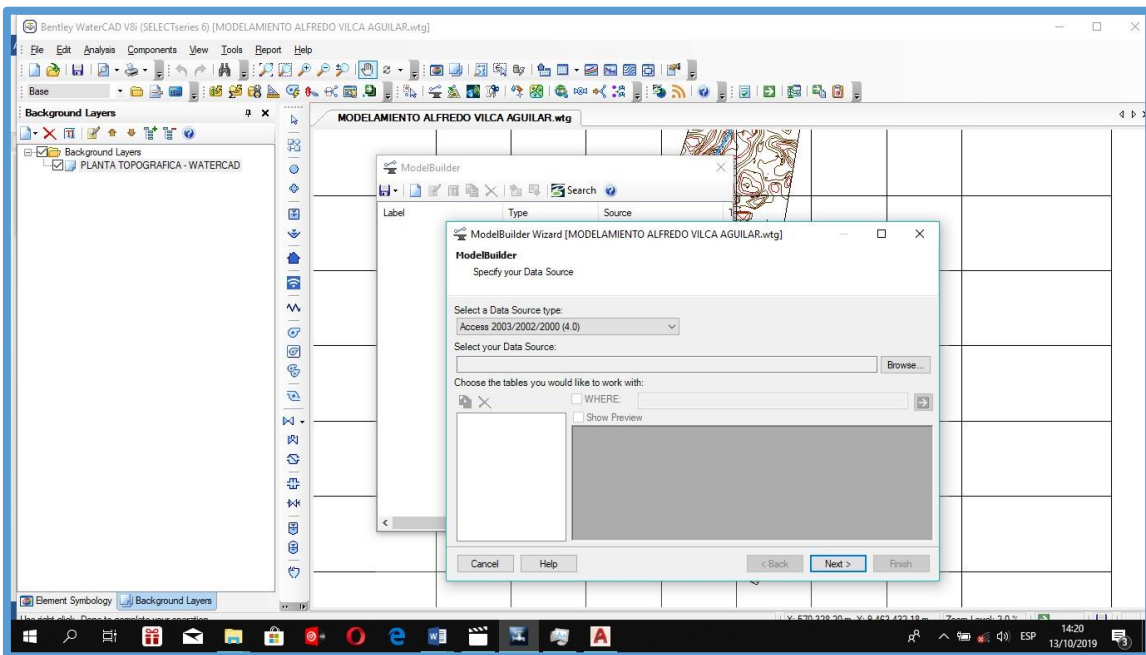 Bentley WaterCAD V8i (SELECTseries 6) [MODELAMIENTO ALFREDO VILCA AGUILAR.wtg]
File Edit Analysis Components View Tools Report Help
Base
Background Layers
MODELAMIENTO ALFREDO VILCA AGUILAR.wtg
Background Layers
PLANTA TOPOGRAFICA - WATERCAD
ModelBuilder
Search
Label Type Source
ModelBuilder Wizard [MODELAMIENTO ALFREDO VILCA AGUILAR.wtg]
ModelBuilder
Specify your Data Source
Select a Data Source type:
Access 2003/2002/2000 (4.0)
Select your Data Source:
Browse...
Choose the tables you would like to work with:
WHERE:
Show Preview
Cancel Help < Back Next > Finish
Element Symbology Background Layers
ESP
14:20
13/10/2019